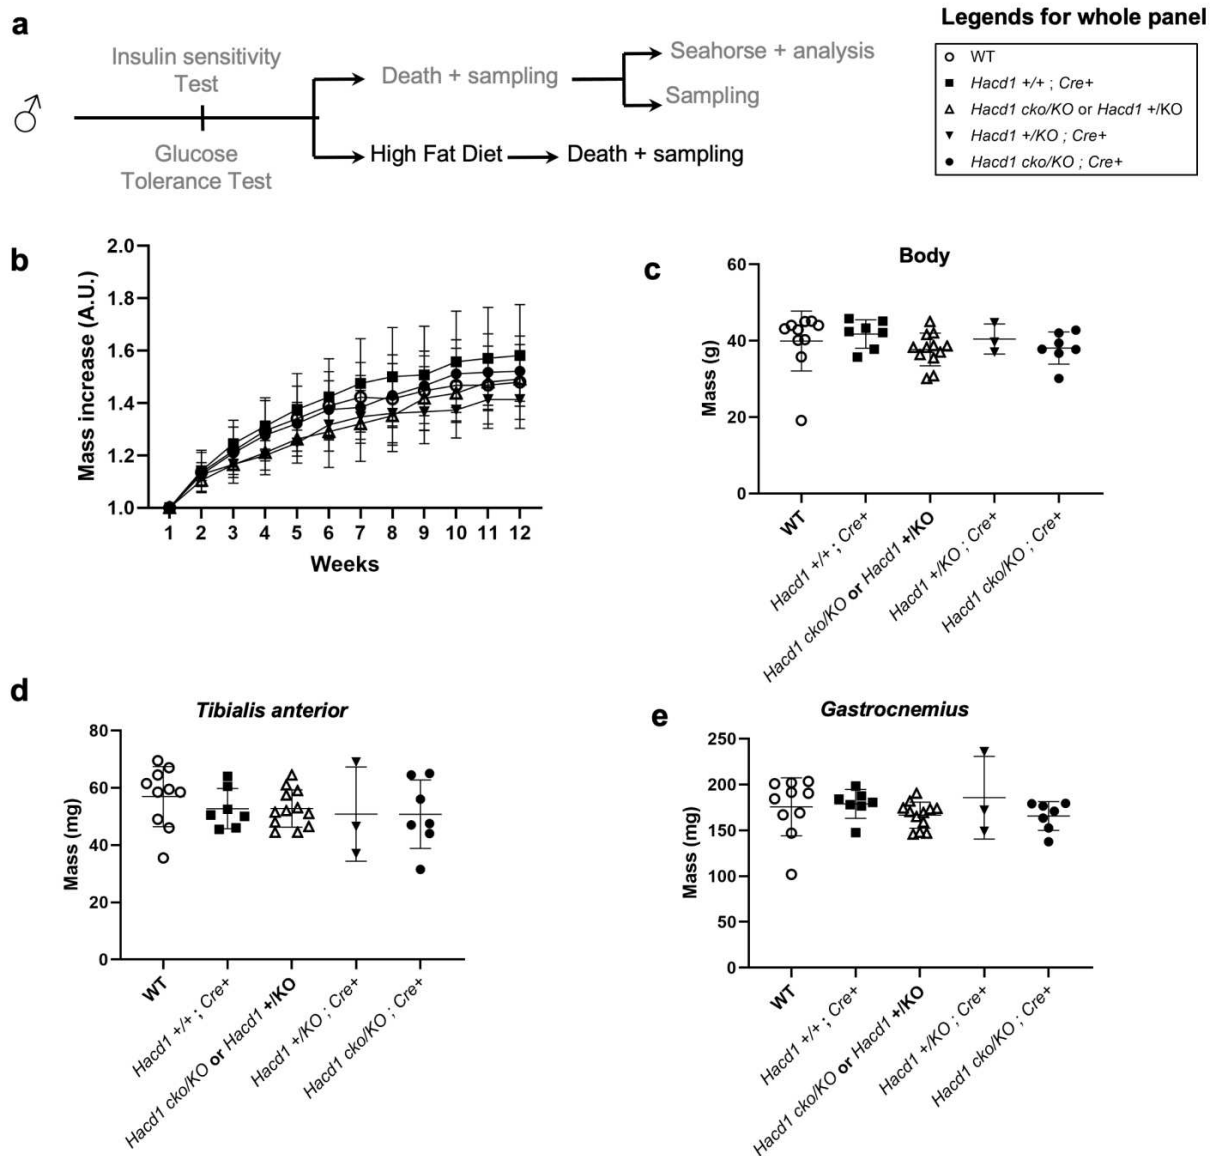 a
Insulin sensitivity
Test
Glucose
Tolerance Test
Death + sampling
Seahorse + analysis
Sampling
High Fat Diet
Death + sampling
Legends for whole panel
WT
Hacd1 +/+ ; Cre+
Hacd1 cko/KO or Hacd1 +/KO
Hacd1 +/KO ; Cre+
Hacd1 cko/KO ; Cre+
b
Mass increase (A.U.)
2.0
1.8
1.6
1.4
1.2
1.0
1 2 3 4 5 6 7 8 9 10 11 12
Weeks
c
Body
Mass (g)
60
40
20
0
WT
Hacd1 +/+ ; Cre+
Hacd1 cko/KO or Hacd1 +/KO
Hacd1 +/KO ; Cre+
Hacd1 cko/KO ; Cre+
d
Tibialis anterior
Mass (mg)
80
60
40
20
0
WT
Hacd1 +/+ ; Cre+
Hacd1 cko/KO or Hacd1 +/KO
Hacd1 +/KO ; Cre+
Hacd1 cko/KO ; Cre+
e
Gastrocnemius
Mass (mg)
250
200
150
100
50
0
WT
Hacd1 +/+ ; Cre+
Hacd1 cko/KO or Hacd1 +/KO
Hacd1 +/KO ; Cre+
Hacd1 cko/KO ; Cre+